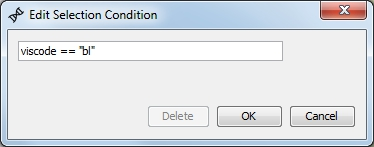 Edit Selection Condition
viscode == "bl"
Delete
OK
Cancel